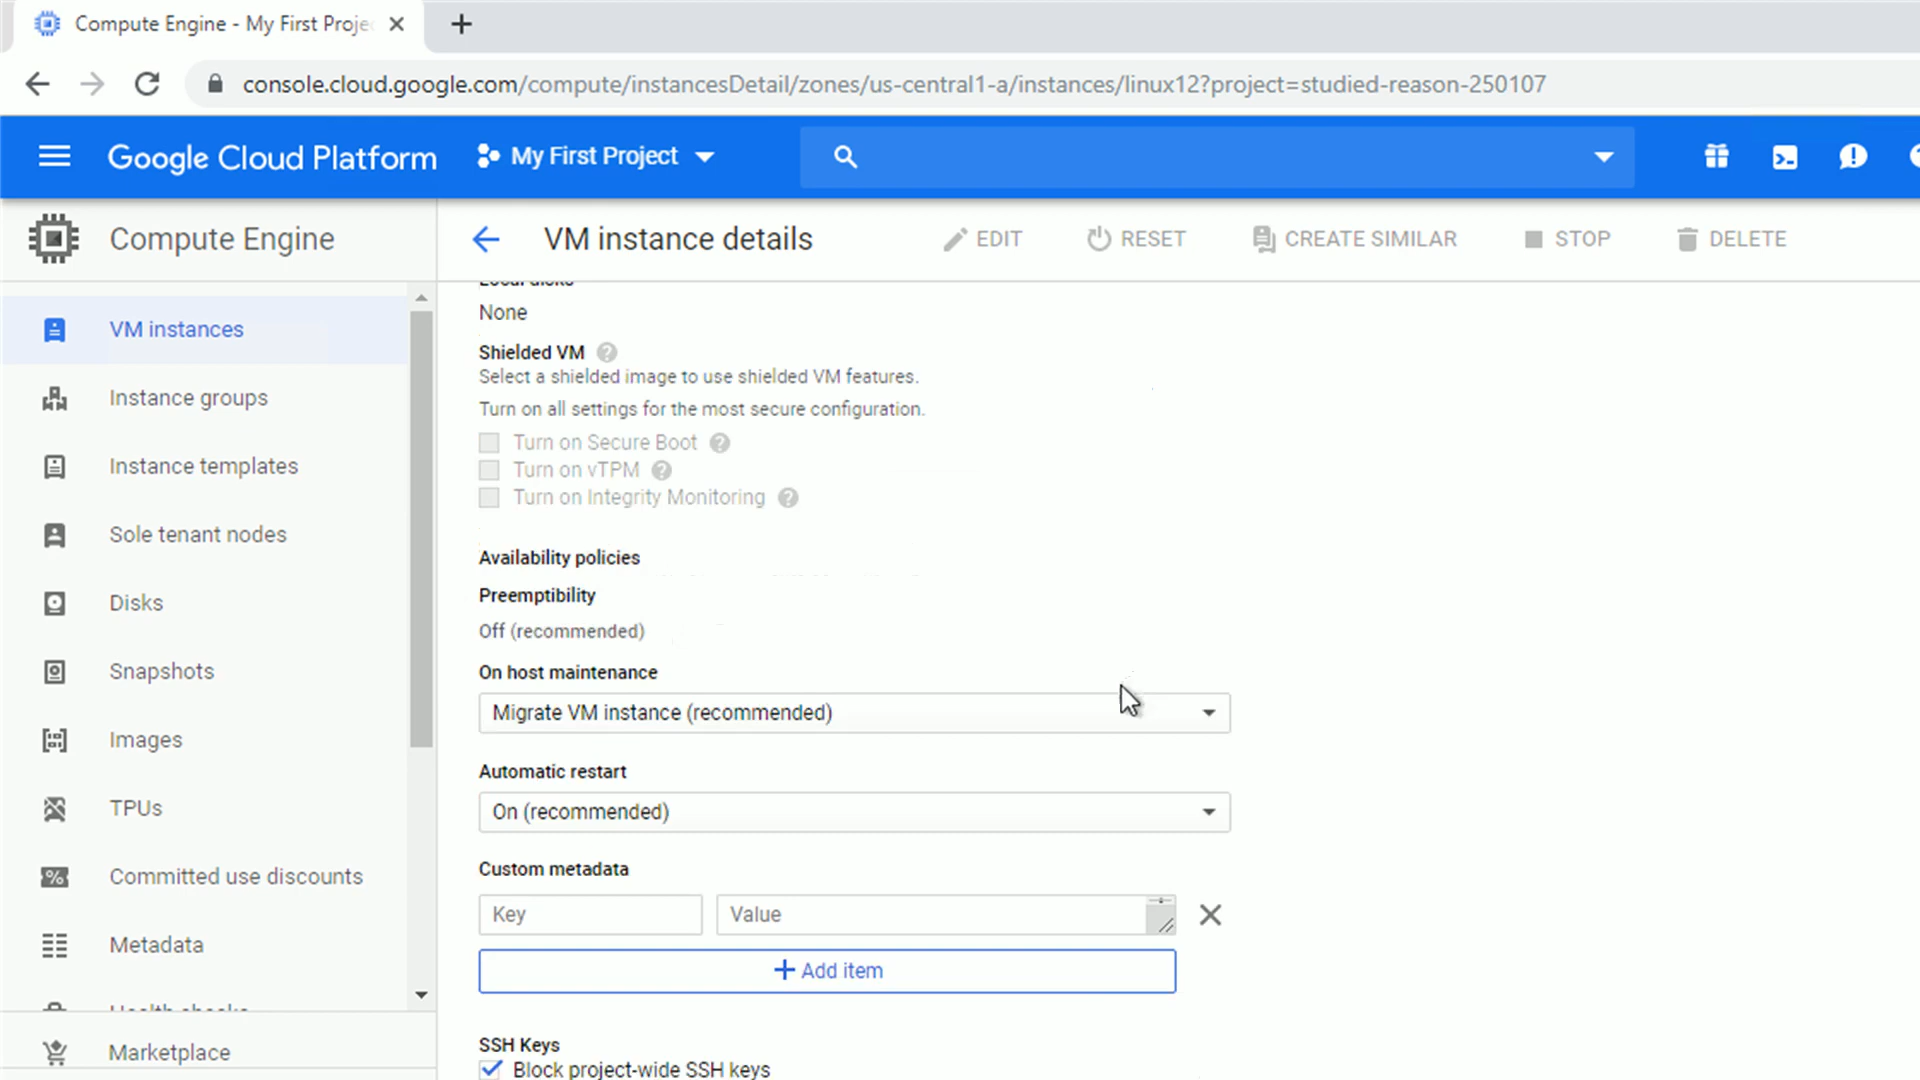 Compute Engine - My First Proje
console.cloud.google.com/compute/instancesDetail/zones/us-central1-a/instances/linux12?project=studied-reason-250107
Google Cloud Platform
My First Project
Compute Engine
VM instance details
EDIT
RESET
CREATE SIMILAR
STOP
DELETE
VM instances
Instance groups
Instance templates
Sole tenant nodes
Disks
Snapshots
Images
TPUs
Committed use discounts
Metadata
Health checks
Marketplace
Local disks
None
Shielded VM
Select a shielded image to use shielded VM features.
Turn on all settings for the most secure configuration.
Turn on Secure Boot
Turn on vTPM
Turn on Integrity Monitoring
Availability policies
Preemptibility
Off (recommended)
On host maintenance
Migrate VM instance (recommended)
Automatic restart
On (recommended)
Custom metadata
Key
Value
Add item
SSH Keys
Block project-wide SSH keys